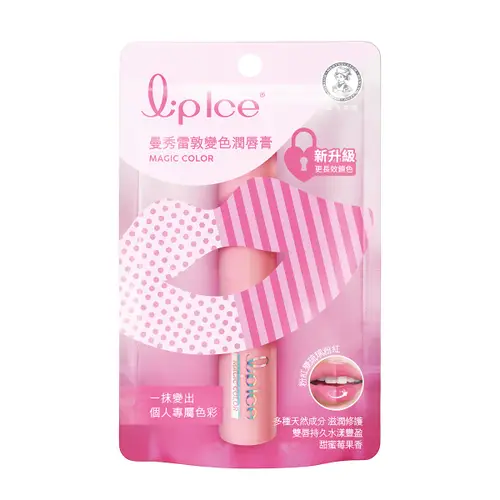 LipIce®
曼秀雷敦變色潤唇膏
MAGIC COLOR
新升級
更長效鎖色
一抹變出
個人專屬色彩
LipIce
多種天然成分 滋潤修護
雙唇持久水漾豐盈
甜蜜莓果香